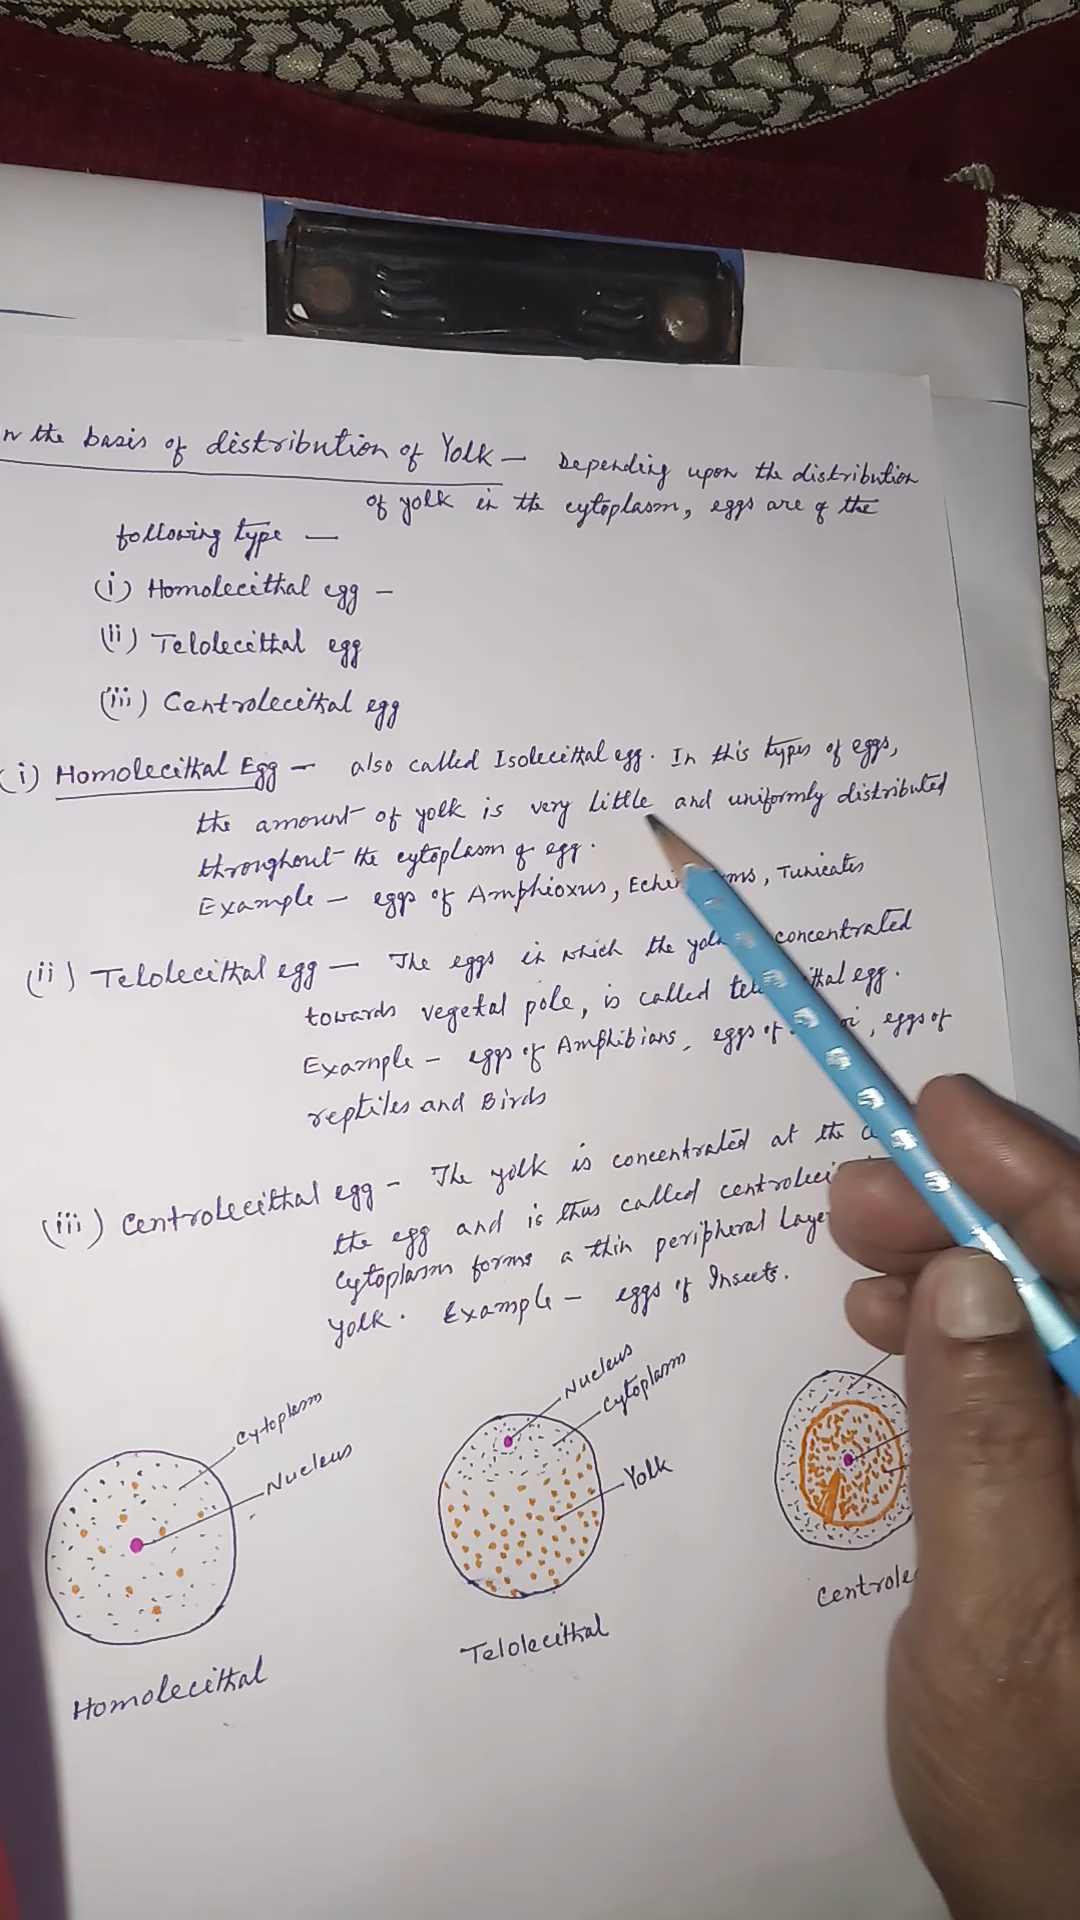 n the basis of distribution of Yolk — Depending upon the distribution
of yolk in the cytoplasm, eggs are of the
following type —
(i) Homolecithal egg —
(ii) Telolecithal egg
(iii) Centrolecithal egg
(i) Homolecithal Egg — also called Isolecithal egg. In this types of eggs,
the amount of yolk is very little and uniformly distributed
throughout the cytoplasm of egg.
Example — eggs of Amphioxus, Tunicates
(ii) Telolecithal egg — The eggs in which the concentrated
towards vegetal pole, is called egg.
Example — eggs of Amphibians, eggs of , eggs of
reptiles and Birds
(iii) Centrolecithal egg — The yolk is concentrated at the
the egg and is thus called
Cytoplasm forms a thin peripheral
yolk. Example — eggs of Insects.
Nucleus
Cytoplasm
Cytoplasm
Nucleus
Yolk
Homolecithal
Telolecithal
Centrole